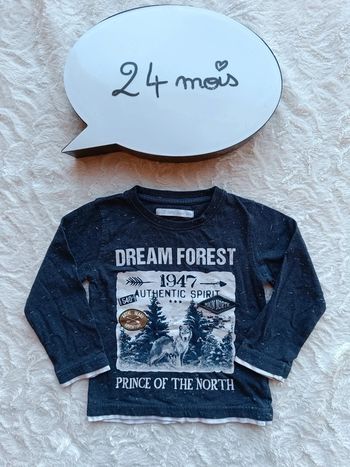 24 mois
DREAM FOREST
1947
AUTHENTIC SPIRIT
PRINCE OF THE NORTH